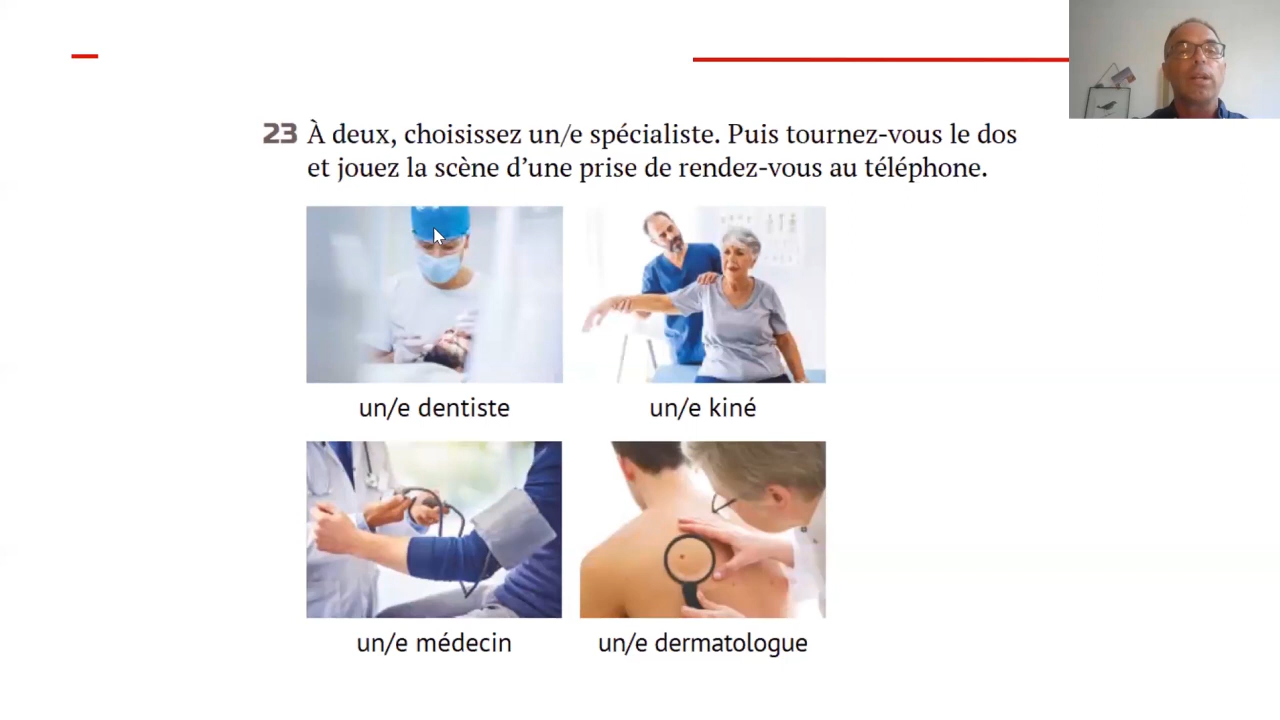 23 À deux, choisissez un/e spécialiste. Puis tournez-vous le dos
et jouez la scène d’une prise de rendez-vous au téléphone.
un/e dentiste
un/e kiné
un/e médecin
un/e dermatologue